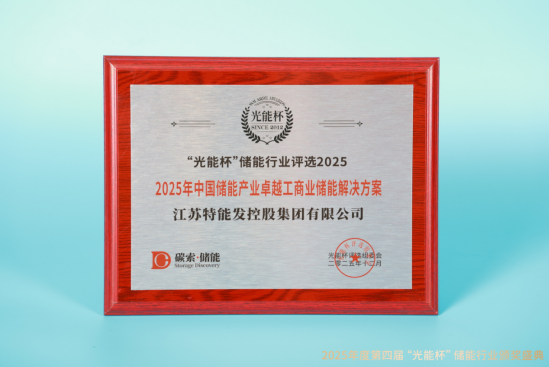 光能杯
SINCE 2012
“光能杯”储能行业评选2025
2025年中国储能产业卓越工商业储能解决方案
江苏特能发控股集团有限公司
碳索·储能
Storage Discovery
光能杯评选组委会
二零二五年十二月
2025年度第四届“光能杯”储能行业颁奖盛典